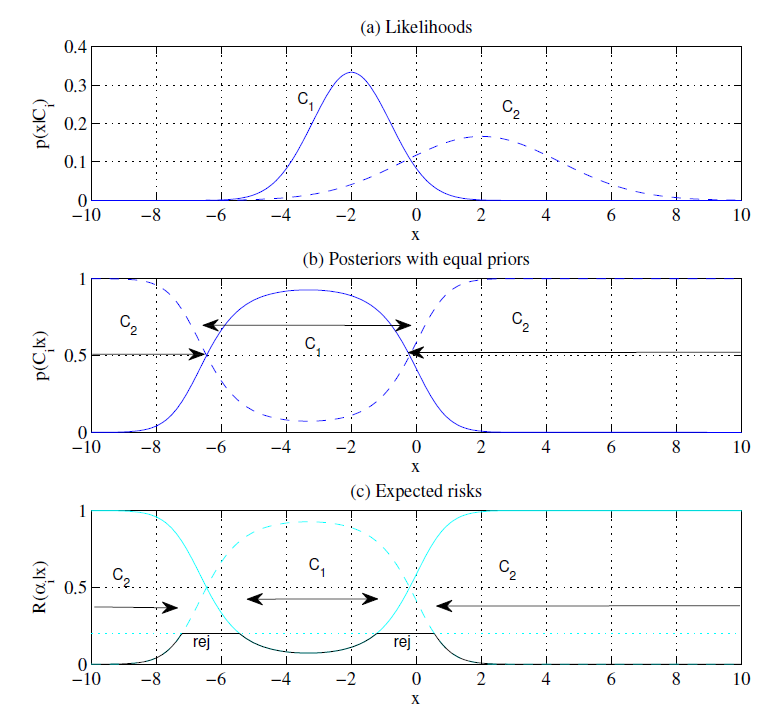 (a) Likelihoods
0.4
0.3
0.2
0.1
0
p(x|C_i)
C_1
C_2
−10 −8 −6 −4 −2 0 2 4 6 8 10
x
(b) Posteriors with equal priors
1
0.5
0
p(C_i|x)
C_2
C_1
C_2
−10 −8 −6 −4 −2 0 2 4 6 8 10
x
(c) Expected risks
1
0.5
0
R(α_i|x)
C_2
C_1
C_2
rej rej
−10 −8 −6 −4 −2 0 2 4 6 8 10
x